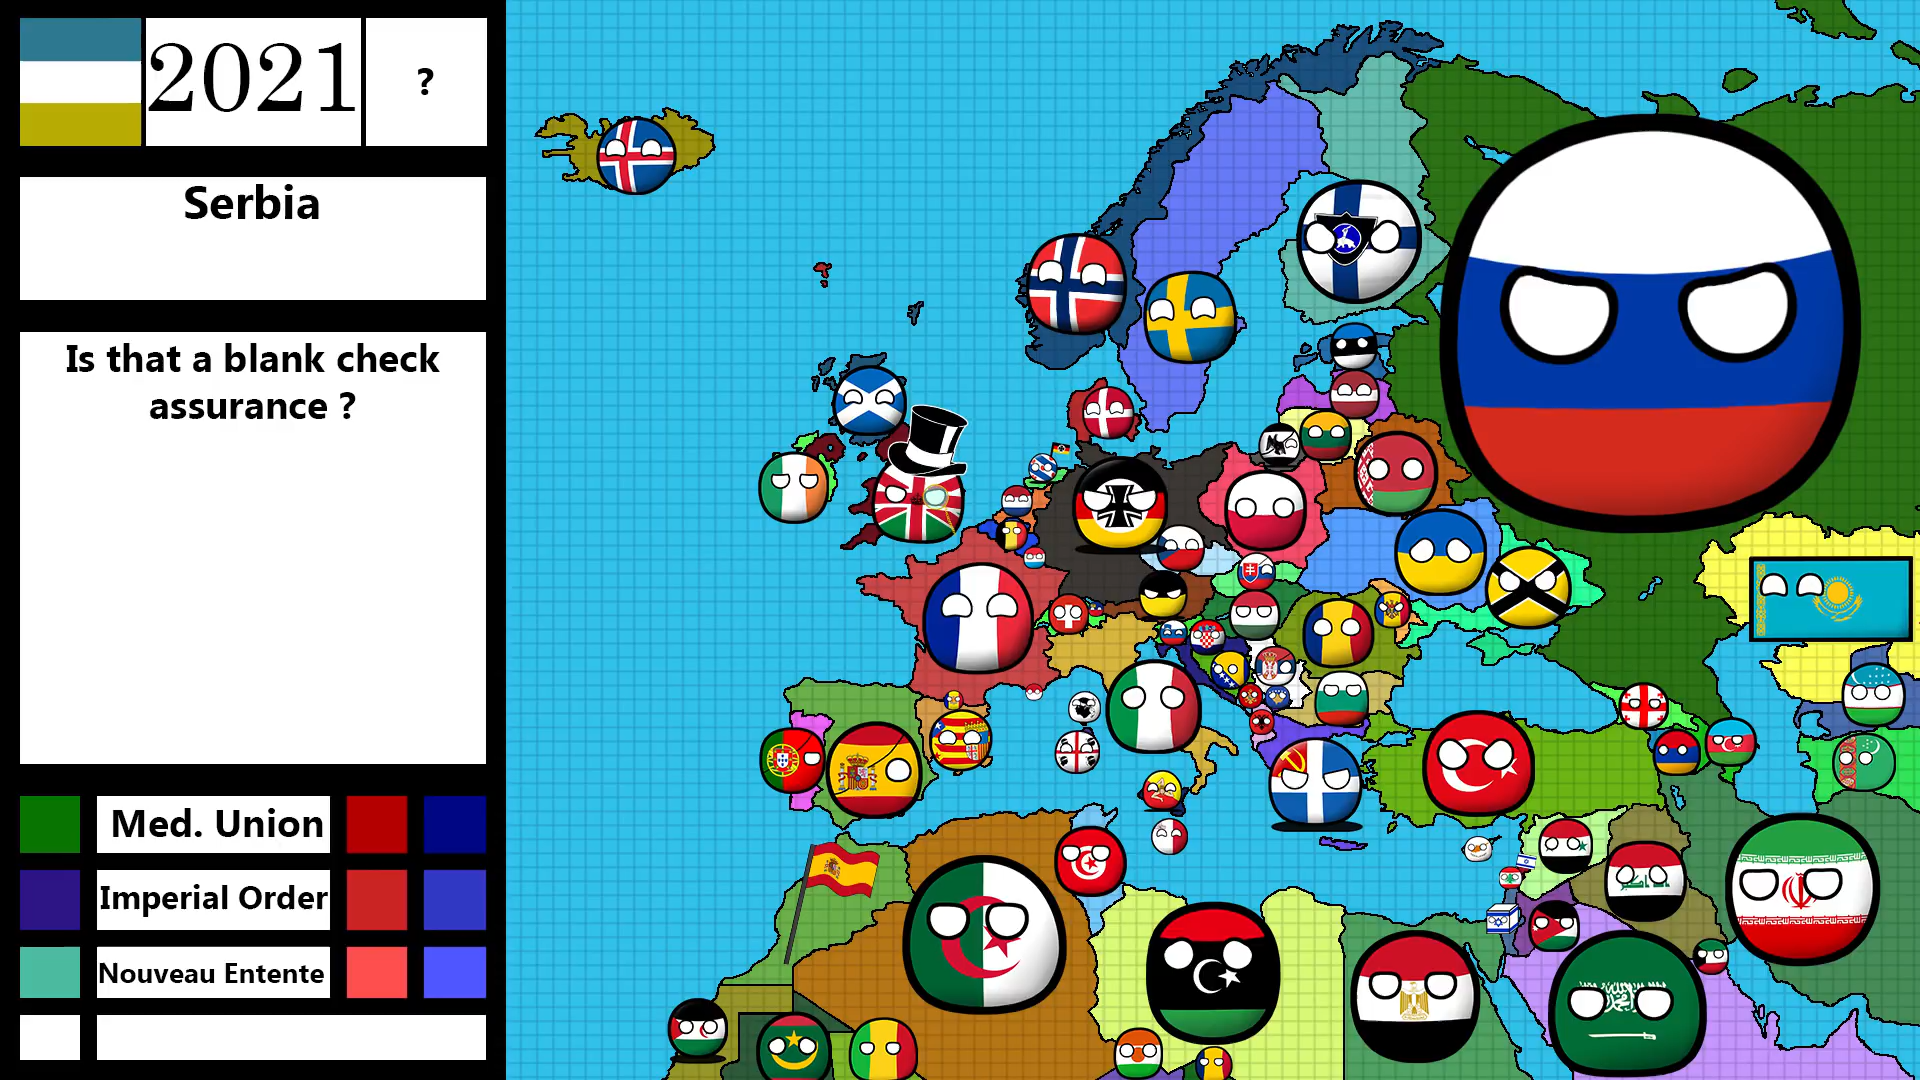 2021
?
Serbia
Is that a blank check
assurance ?
Med. Union
Imperial Order
Nouveau Entente